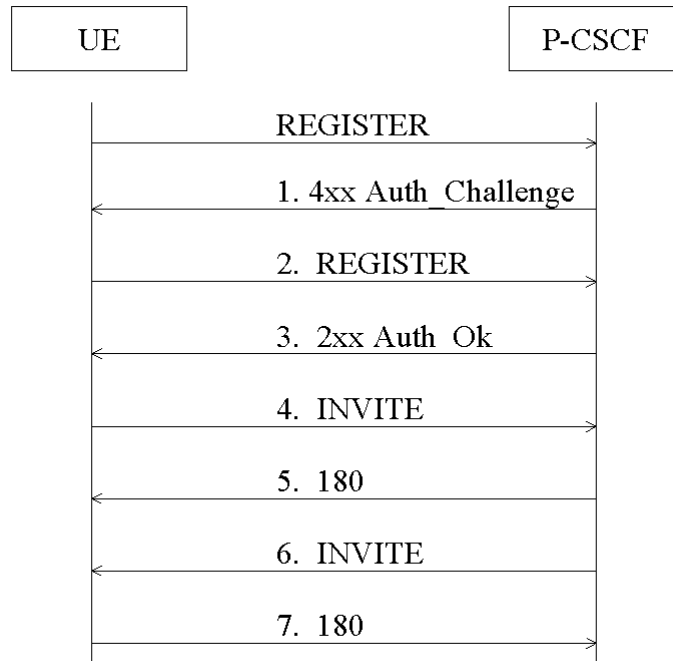 UE
P-CSCF
REGISTER
1. 4xx Auth_Challenge
2. REGISTER
3. 2xx Auth_Ok
4. INVITE
5. 180
6. INVITE
7. 180